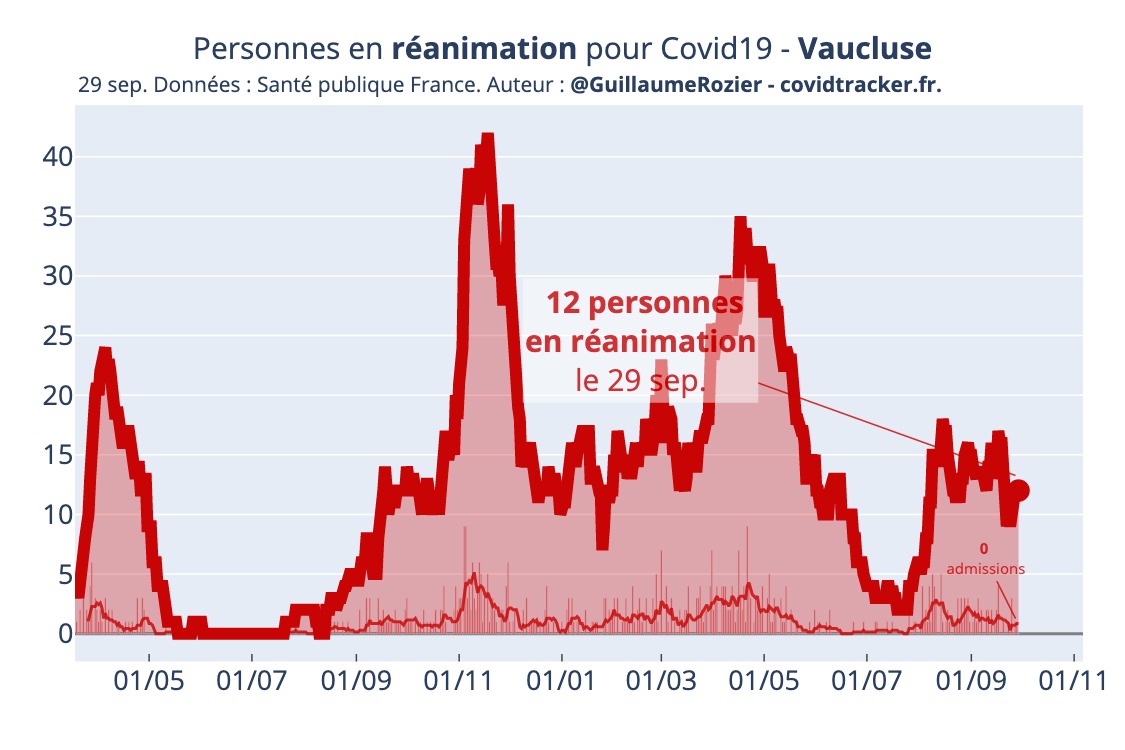 Personnes en réanimation pour Covid19 - Vaucluse
29 sep. Données : Santé publique France. Auteur : @GuillaumeRozier - covidtracker.fr.
40
35
30
25
20
15
10
5
0
12 personnes
en réanimation
le 29 sep.
0
admissions
01/05 01/07 01/09 01/11 01/01 01/03 01/05 01/07 01/09 01/11